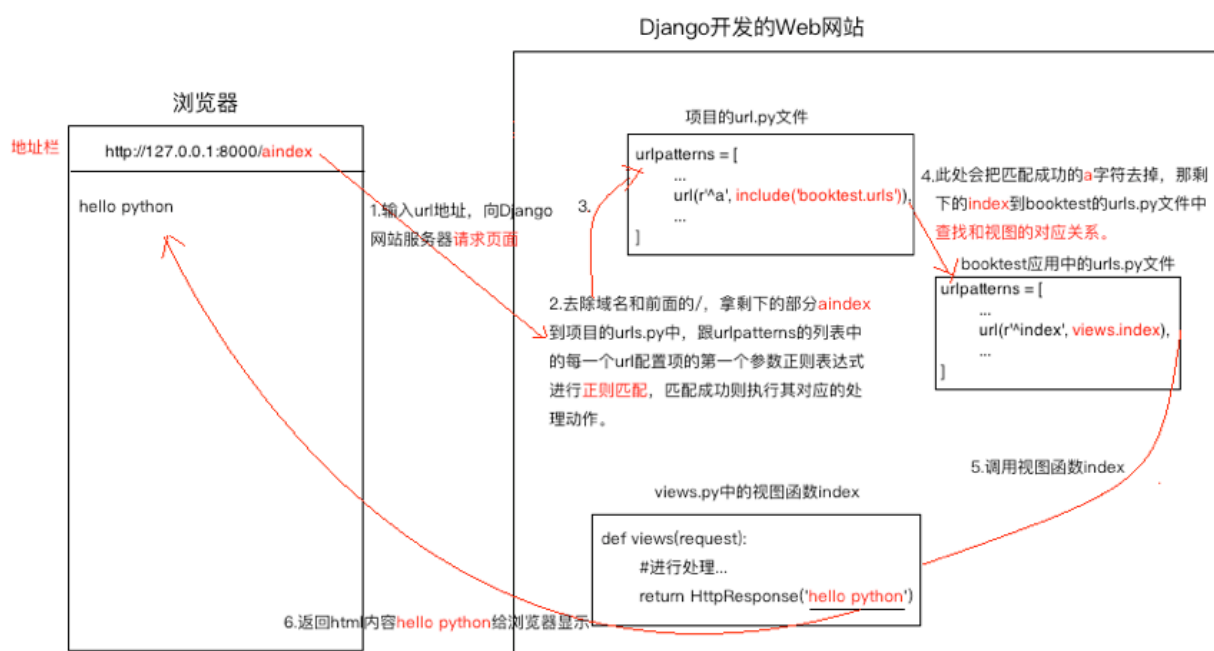 Django开发的Web网站
浏览器
地址栏
http://127.0.0.1:8000/aindex
hello python
1.输入url地址，向Django
网站服务器请求页面
2.去除域名和前面的/，拿剩下的部分aindex
到项目的urls.py中，跟urlpatterns的列表中
的每一个url配置项的第一个参数正则表达式
进行正则匹配，匹配成功则执行其对应的处
理动作。
3.
项目的url.py文件
urlpatterns = [
...
url(r'^a', include('booktest.urls')),
...
]
4.此处会把匹配成功的a字符去掉，那剩
下的index到booktest的urls.py文件中
查找和视图的对应关系。
booktest应用中的urls.py文件
urlpatterns = [
...
url(r'^index', views.index),
...
]
5.调用视图函数index
views.py中的视图函数index
def views(request):
#进行处理...
return HttpResponse('hello python')
6.返回html内容hello python给浏览器显示